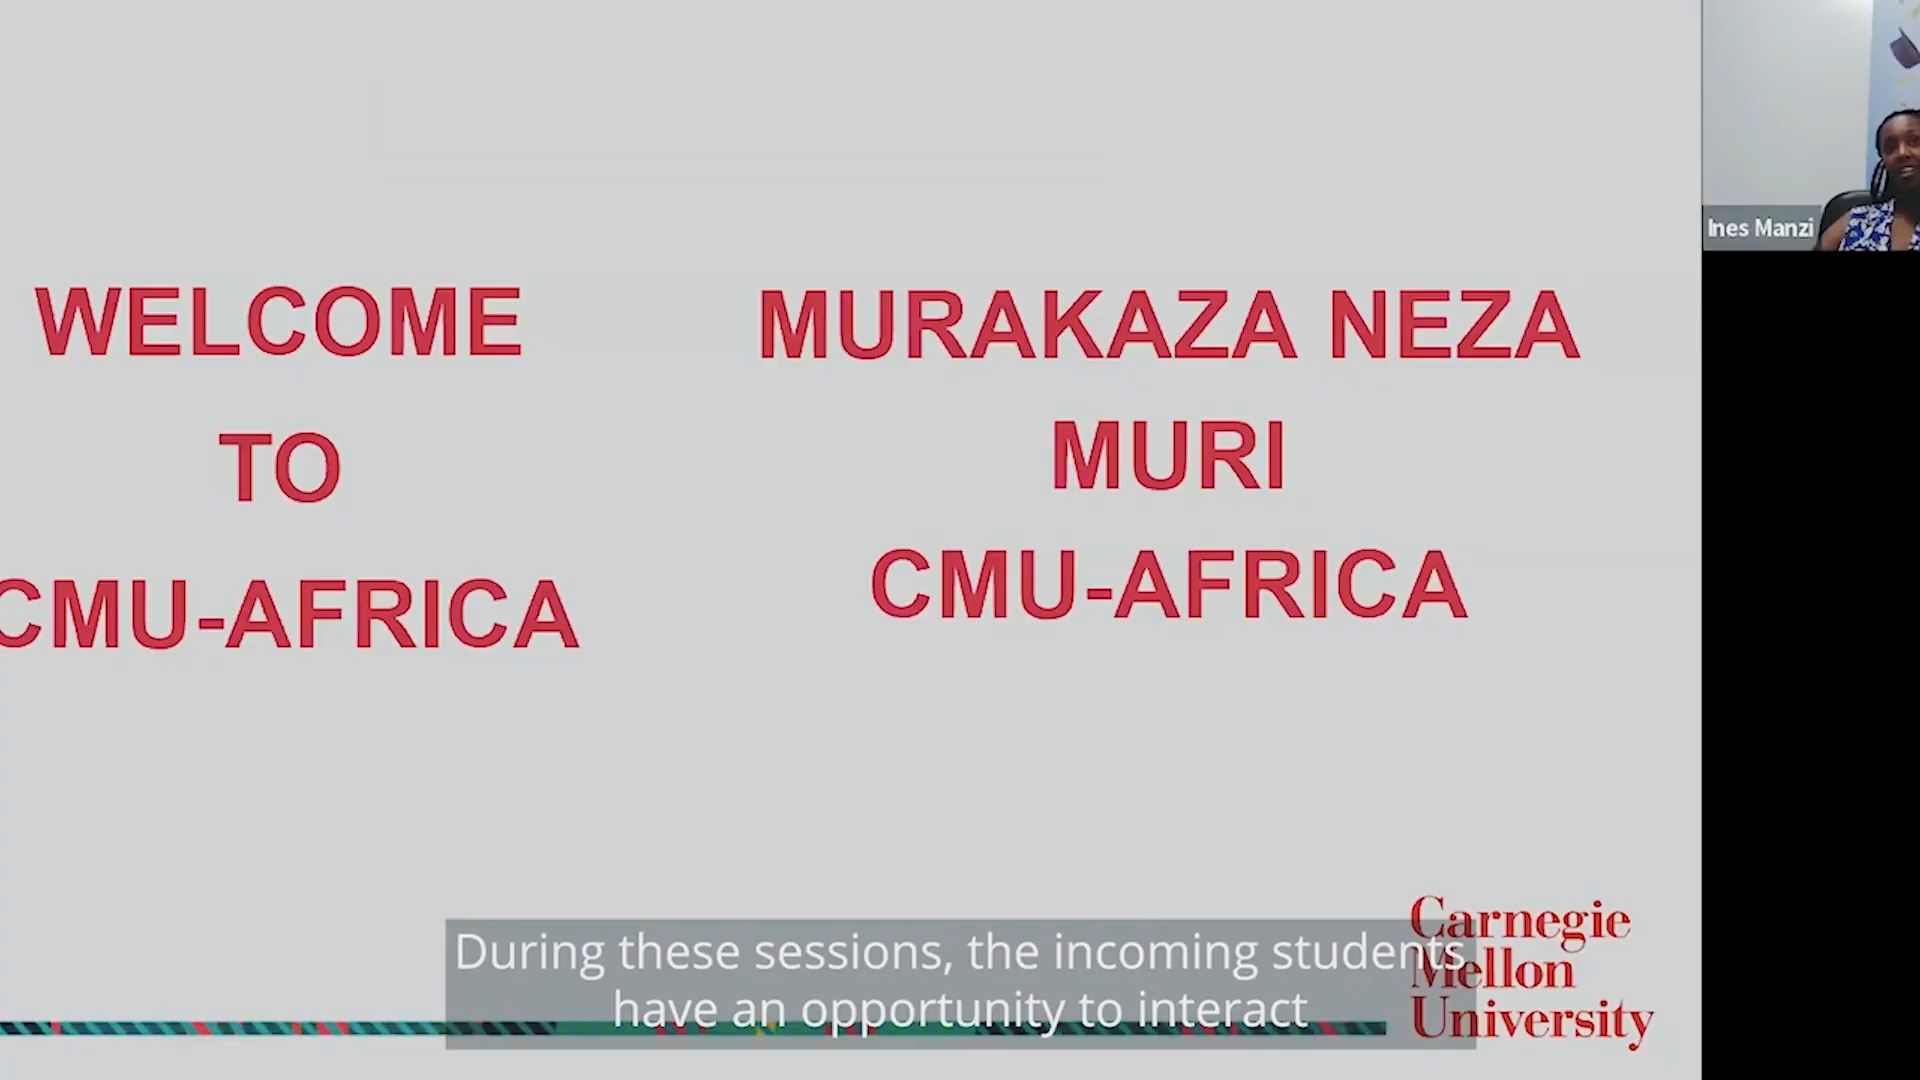 WELCOME
TO
CMU-AFRICA
MURAKAZA NEZA
MURI
CMU-AFRICA
Ines Manzi
During these sessions, the incoming students
have an opportunity to interact
Carnegie
Mellon
University